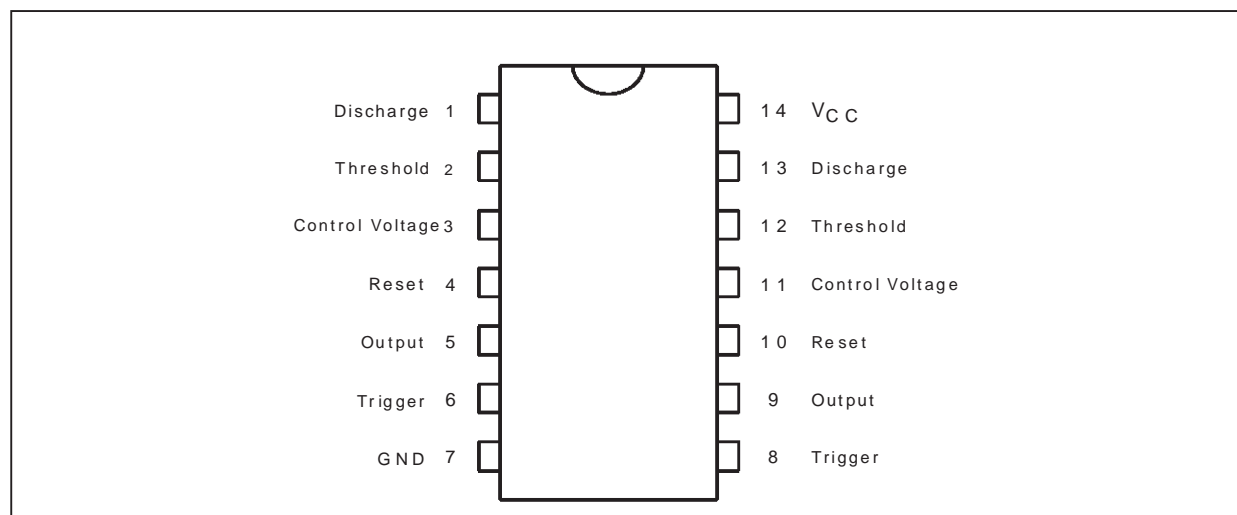 Discharge 1 14 VCC
Threshold 2 13 Discharge
Control Voltage 3 12 Threshold
Reset 4 11 Control Voltage
Output 5 10 Reset
Trigger 6 9 Output
GND 7 8 Trigger